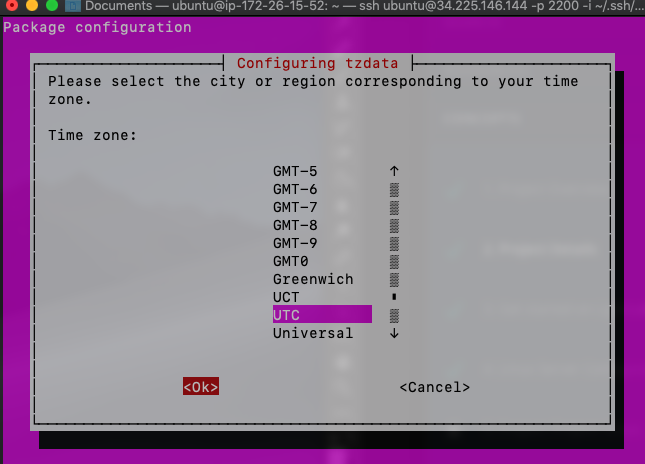 Documents — ubuntu@ip-172-26-15-52: ~ — ssh ubuntu@34.225.146.144 -p 2200 -i ~/.ssh/...
Package configuration
Configuring tzdata
Please select the city or region corresponding to your time
zone.
Time zone:
GMT-5
GMT-6
GMT-7
GMT-8
GMT-9
GMT0
Greenwich
UCT
UTC
Universal
<Ok> <Cancel>